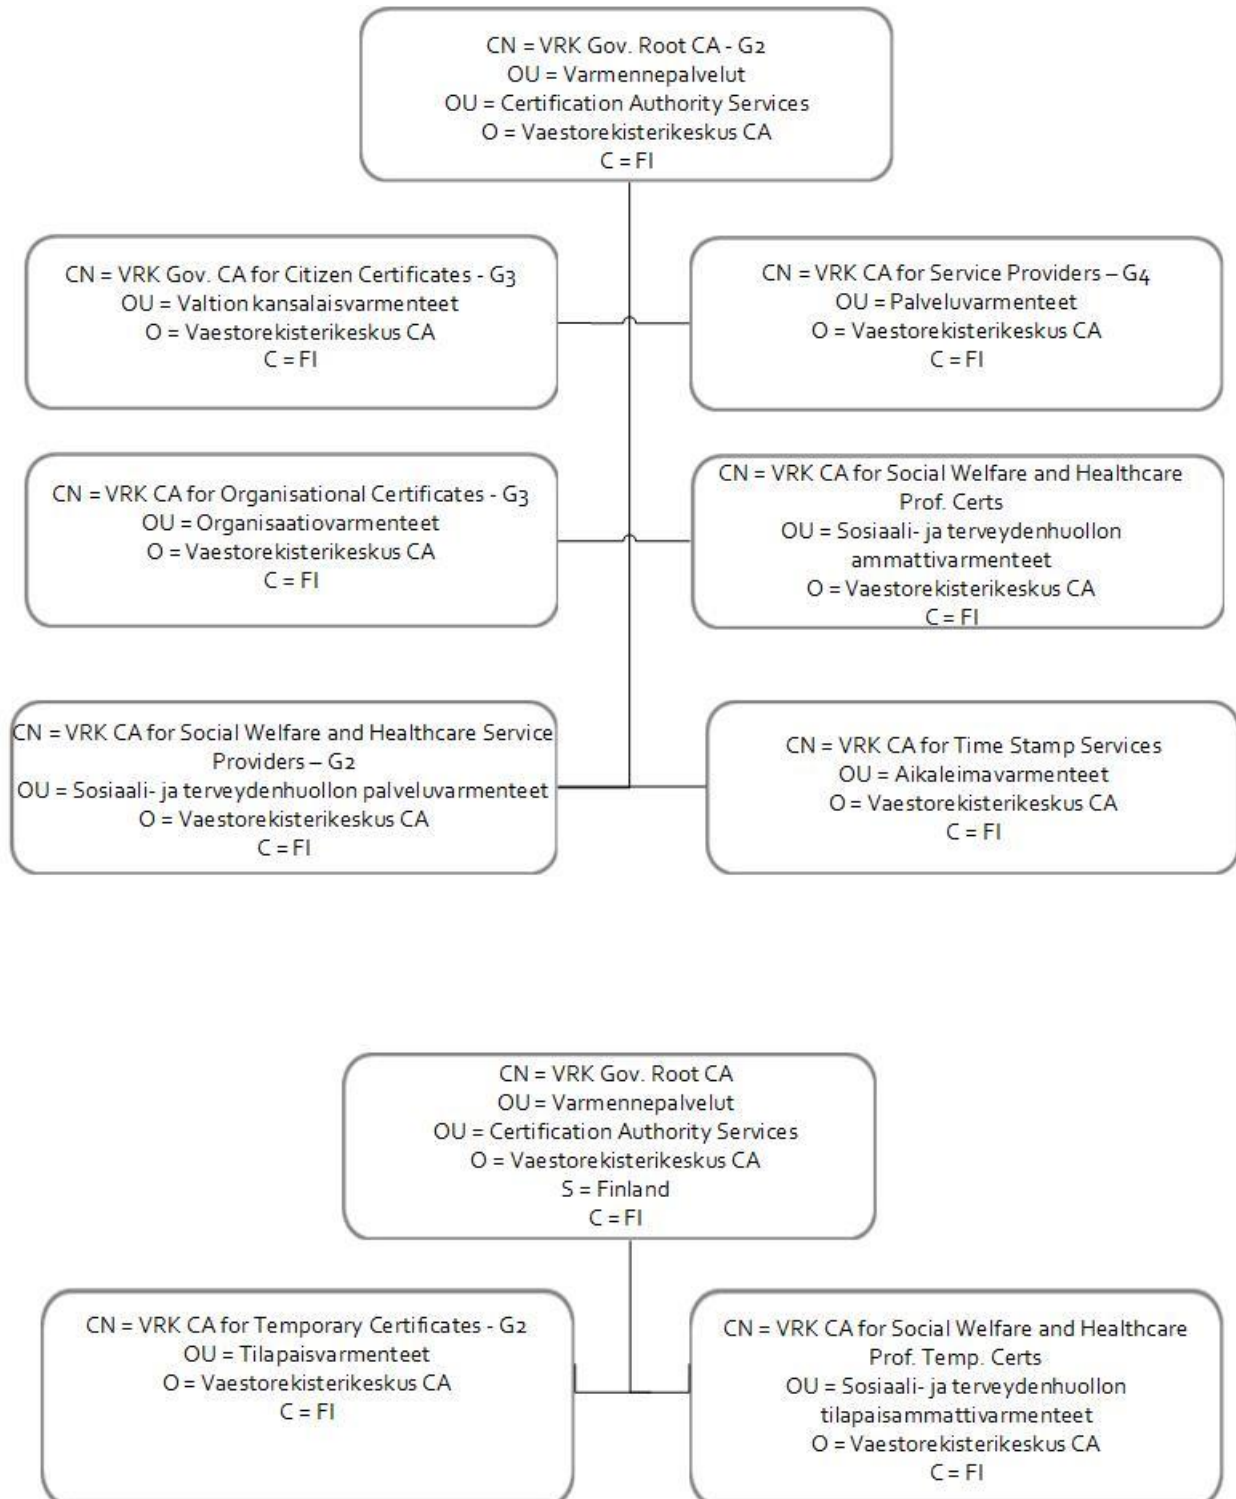 CN = VRK Gov. Root CA - G2
OU = Varmennepalvelut
OU = Certification Authority Services
O = Vaestorekisterikeskus CA
C = FI
CN = VRK Gov. CA for Citizen Certificates - G3
OU = Valtion kansalaisvarmenteet
O = Vaestorekisterikeskus CA
C = FI
CN = VRK CA for Service Providers – G4
OU = Palveluvarmenteet
O = Vaestorekisterikeskus CA
C = FI
CN = VRK CA for Organisational Certificates - G3
OU = Organisaatiovarmenteet
O = Vaestorekisterikeskus CA
C = FI
CN = VRK CA for Social Welfare and Healthcare
Prof. Certs
OU = Sosiaali- ja terveydenhuollon
ammattivarmenteet
O = Vaestorekisterikeskus CA
C = FI
CN = VRK CA for Social Welfare and Healthcare Service
Providers – G2
OU = Sosiaali- ja terveydenhuollon palveluvarmenteet
O = Vaestorekisterikeskus CA
C = FI
CN = VRK CA for Time Stamp Services
OU = Aikaleimavarmenteet
O = Vaestorekisterikeskus CA
C = FI
CN = VRK Gov. Root CA
OU = Varmennepalvelut
OU = Certification Authority Services
O = Vaestorekisterikeskus CA
S = Finland
C = FI
CN = VRK CA for Temporary Certificates - G2
OU = Tilapaisvarmenteet
O = Vaestorekisterikeskus CA
C = FI
CN = VRK CA for Social Welfare and Healthcare
Prof. Temp. Certs
OU = Sosiaali- ja terveydenhuollon
tilapaisammattivarmenteet
O = Vaestorekisterikeskus CA
C = FI